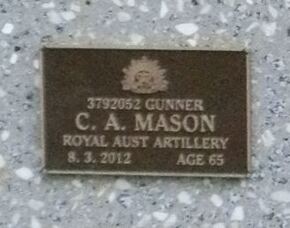 3792052 GUNNER
C. A. MASON
ROYAL AUST ARTILLERY
8. 3. 2012 AGE 65